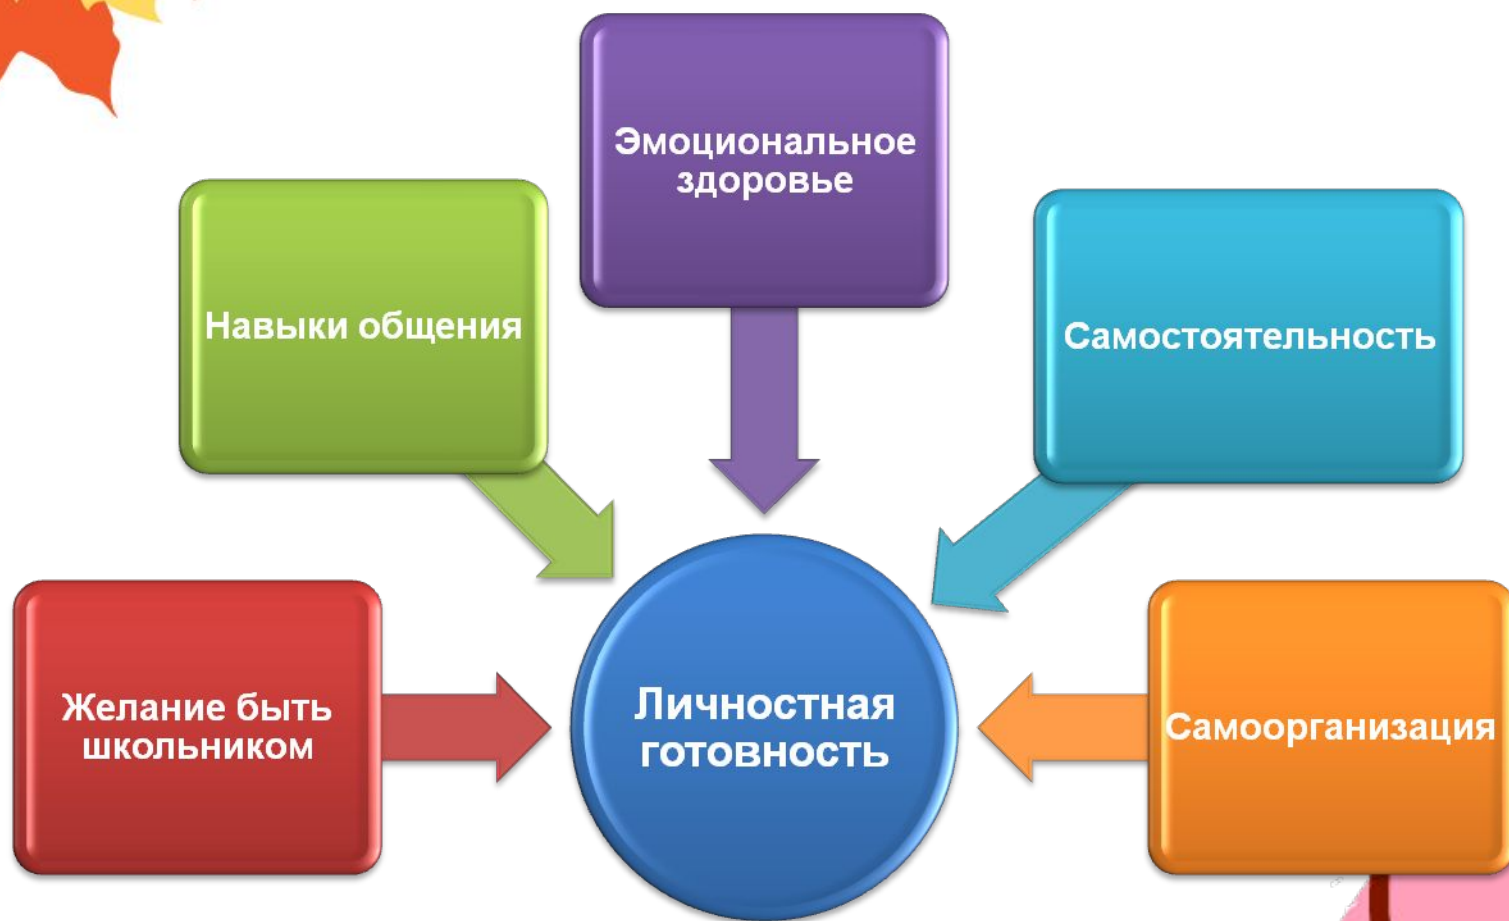 Эмоциональное
здоровье
Навыки общения
Самостоятельность
Желание быть
школьником
Личностная
готовность
Самоорганизация